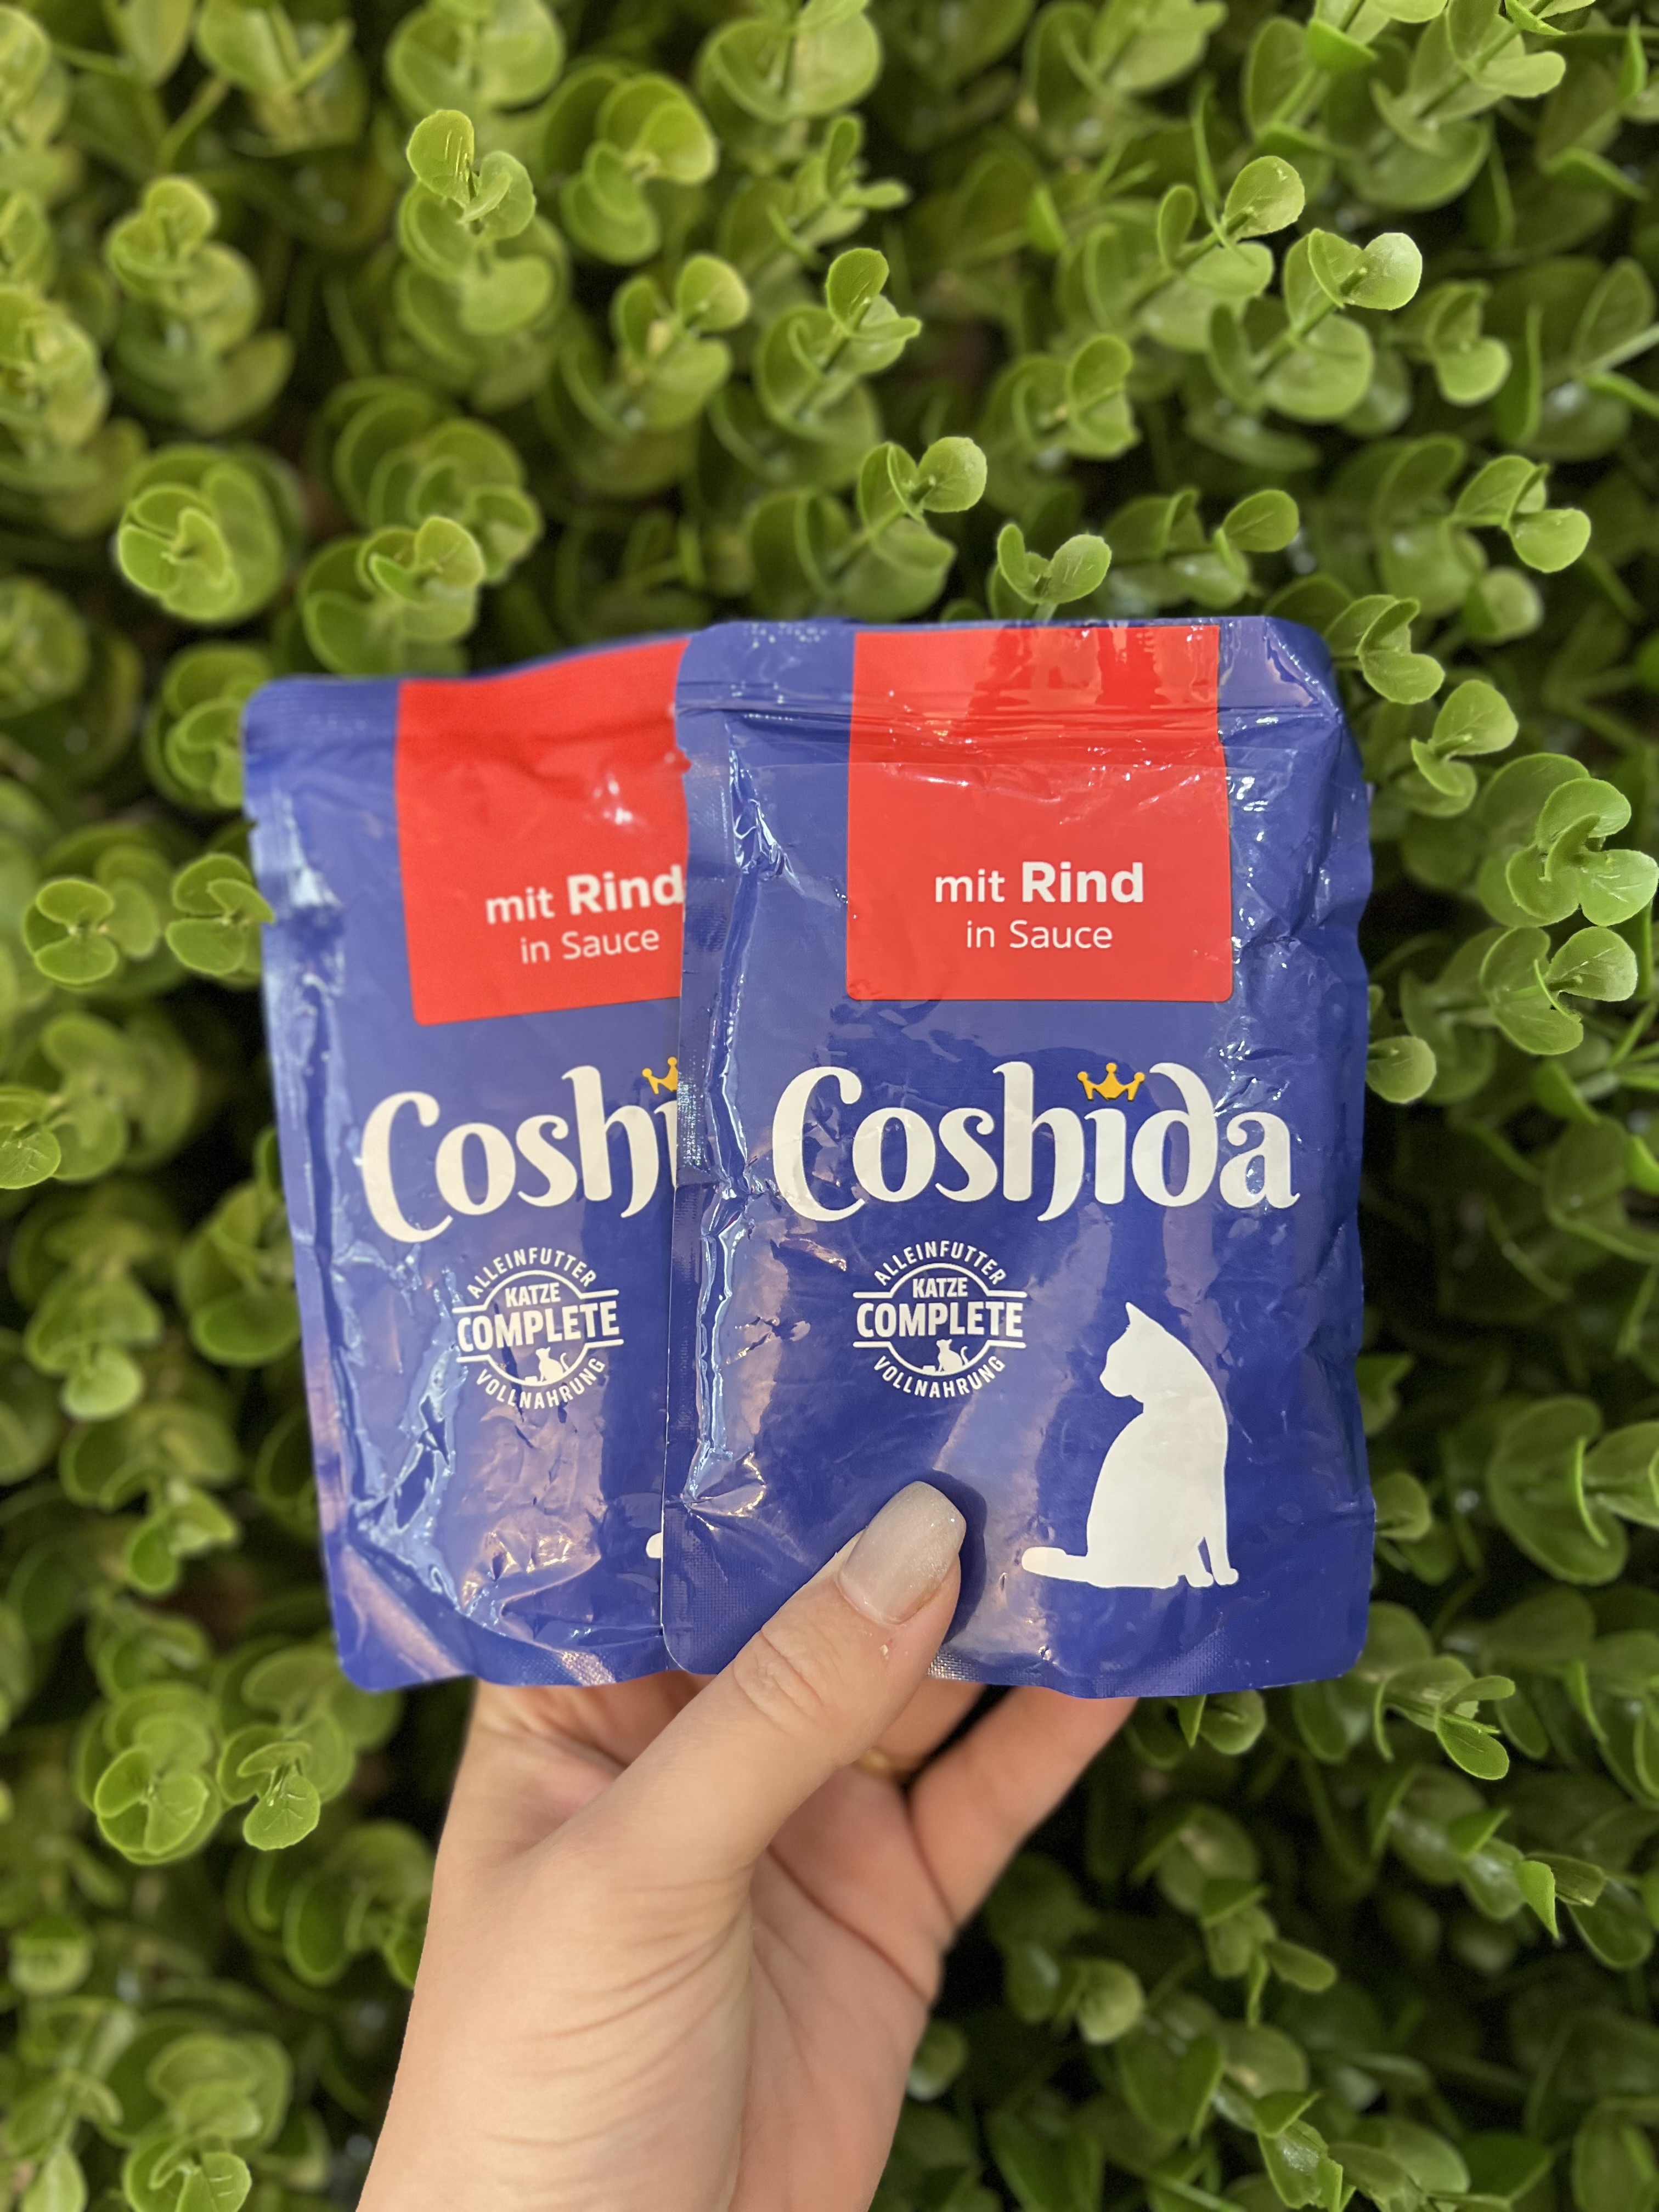 mit Rind
in Sauce
Coshi
ALLEINFUTTER
KATZE
COMPLETE
VOLLNAHRUNG
mit Rind
in Sauce
Coshida
ALLEINFUTTER
KATZE
COMPLETE
VOLLNAHRUNG